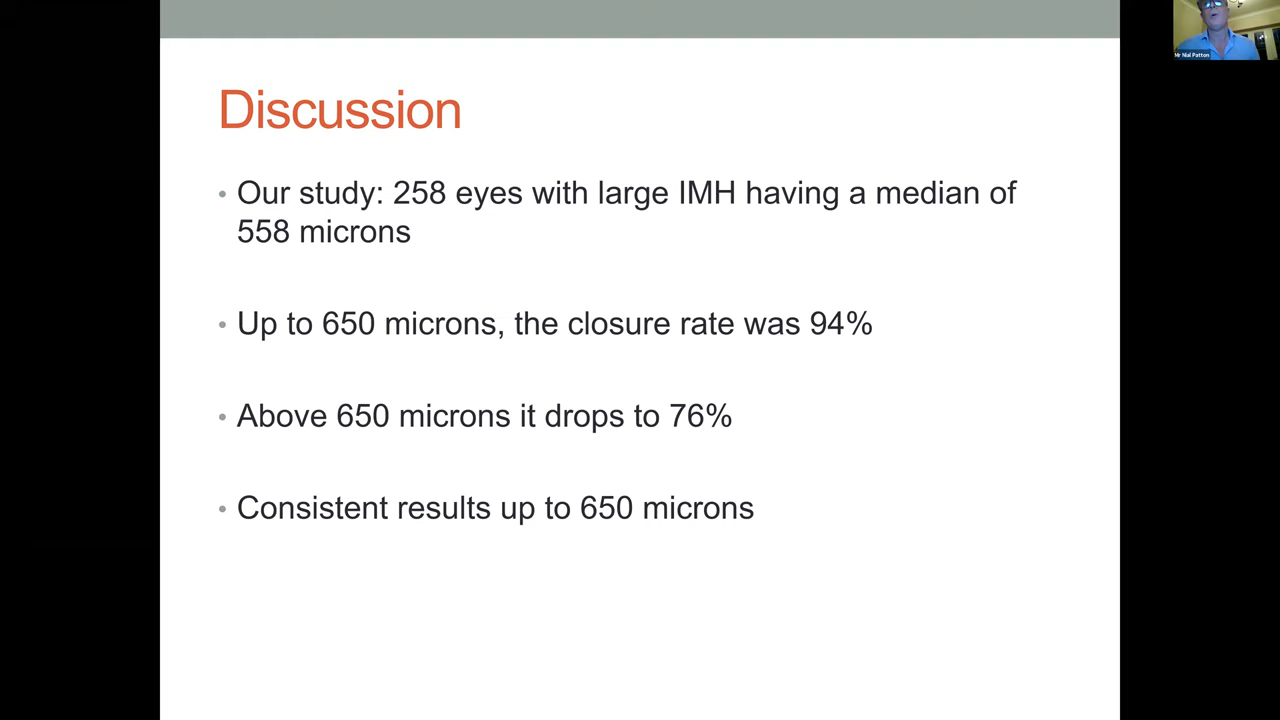 Mr Nial Patton
Discussion
• Our study: 258 eyes with large IMH having a median of
558 microns
• Up to 650 microns, the closure rate was 94%
• Above 650 microns it drops to 76%
• Consistent results up to 650 microns